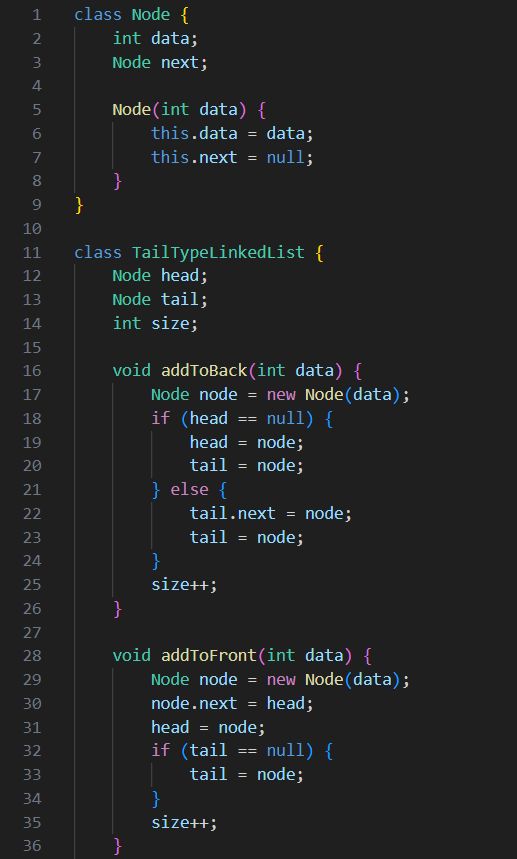 1 class Node {
2     int data;
3     Node next;
4
5     Node(int data) {
6         this.data = data;
7         this.next = null;
8     }
9 }
10
11 class TailTypeLinkedList {
12     Node head;
13     Node tail;
14     int size;
15
16     void addToBack(int data) {
17         Node node = new Node(data);
18         if (head == null) {
19             head = node;
20             tail = node;
21         } else {
22             tail.next = node;
23             tail = node;
24         }
25         size++;
26     }
27
28     void addToFront(int data) {
29         Node node = new Node(data);
30         node.next = head;
31         head = node;
32         if (tail == null) {
33             tail = node;
34         }
35         size++;
36     }